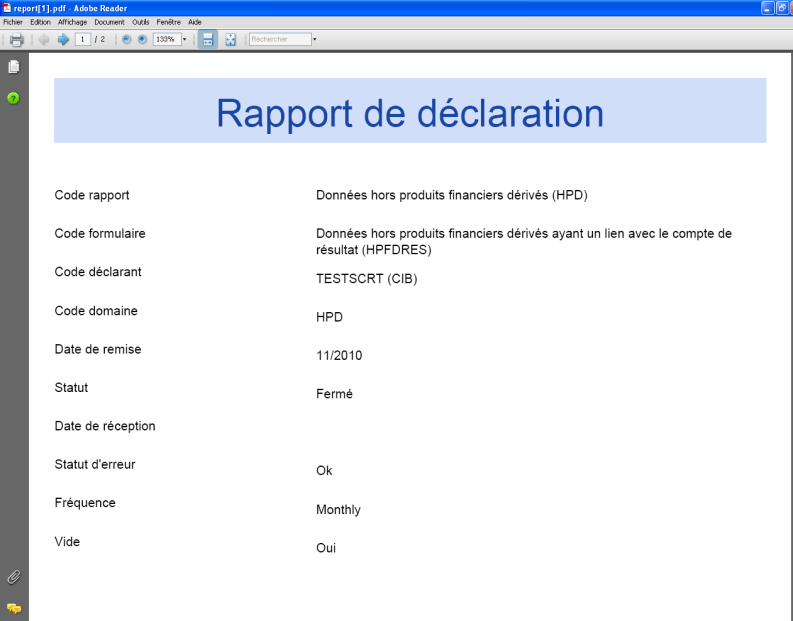 report[1].pdf - Adobe Reader
Fichier Edition Affichage Document Outils Fenêtre Aide
1 / 2 133% Rechercher
Rapport de déclaration
Code rapport Données hors produits financiers dérivés (HPD)
Code formulaire Données hors produits financiers dérivés ayant un lien avec le compte de
résultat (HPFDRES)
Code déclarant TESTSCRT (CIB)
Code domaine HPD
Date de remise 11/2010
Statut Fermé
Date de réception
Statut d'erreur Ok
Fréquence Monthly
Vide Oui